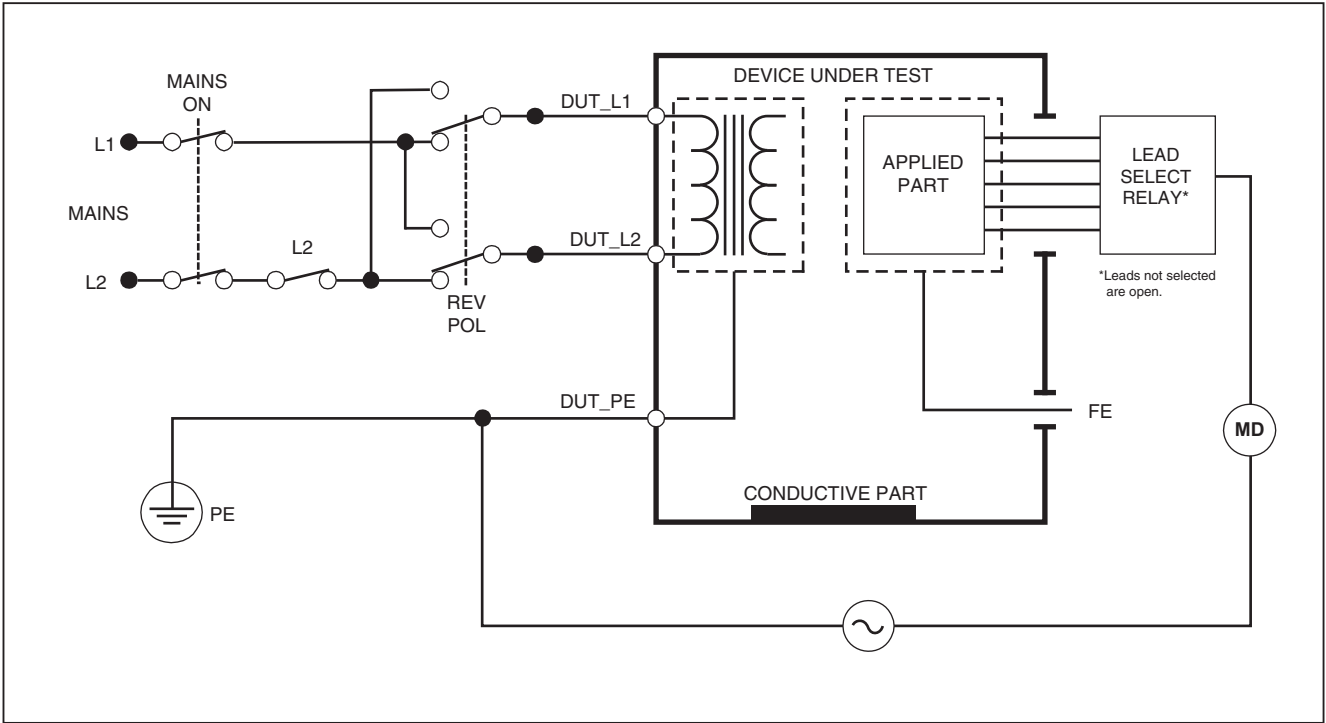 DEVICE UNDER TEST
MAINS
ON
DUT_L1
L1
APPLIED
PART
LEAD
SELECT
RELAY*
MAINS
L2
DUT_L2
L2
*Leads not selected
are open.
REV
POL
DUT_PE
FE
MD
CONDUCTIVE PART
PE